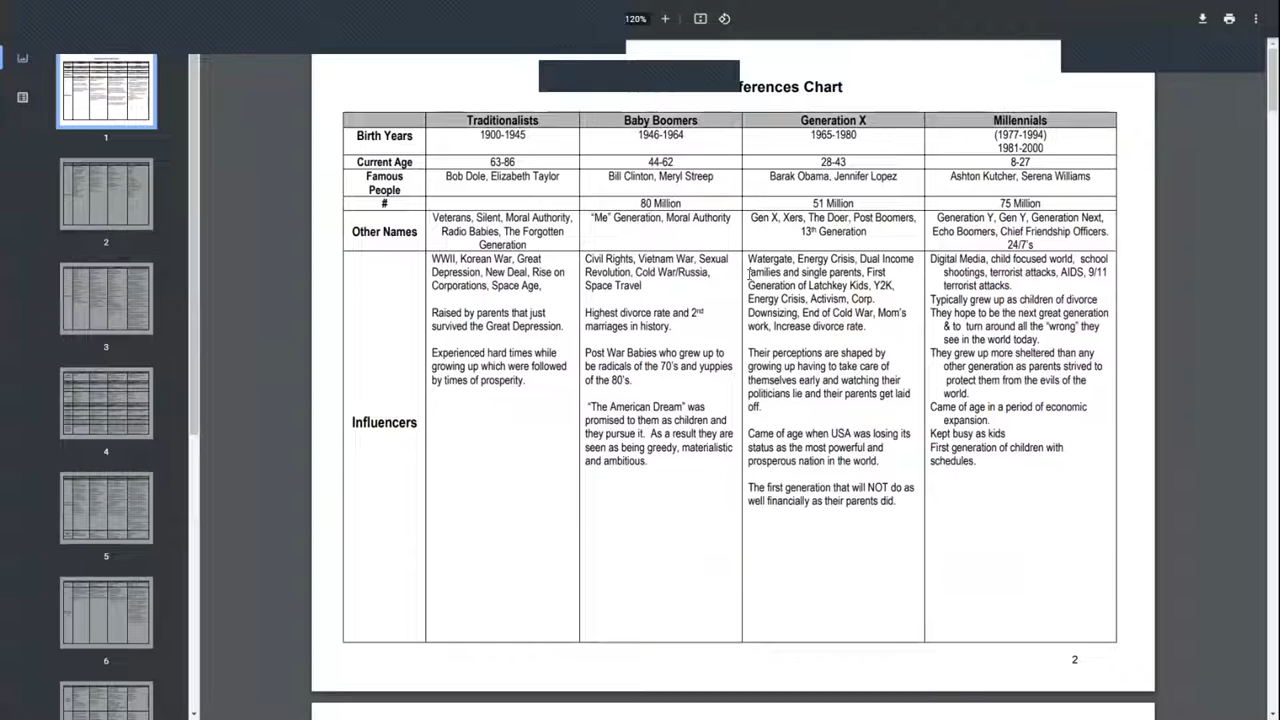 120%
ferences Chart
Traditionalists Baby Boomers Generation X Millennials
Birth Years 1900-1945 1946-1964 1965-1980 (1977-1994)
1981-2000
Current Age 63-86 44-62 28-43 8-27
Famous
People
Bob Dole, Elizabeth Taylor
Bill Clinton, Meryl Streep
Barak Obama, Jennifer Lopez
Ashton Kutcher, Serena Williams
# 80 Million 51 Million 75 Million
Other Names
Veterans, Silent, Moral Authority,
Radio Babies, The Forgotten
Generation
“Me” Generation, Moral Authority
Gen X, Xers, The Doer, Post Boomers,
13th Generation
Generation Y, Gen Y, Generation Next,
Echo Boomers, Chief Friendship Officers.
24/7’s
Influencers
WWII, Korean War, Great
Depression, New Deal, Rise on
Corporations, Space Age,
Raised by parents that just
survived the Great Depression.
Experienced hard times while
growing up which were followed
by times of prosperity.
Civil Rights, Vietnam War, Sexual
Revolution, Cold War/Russia,
Space Travel
Highest divorce rate and 2nd
marriages in history.
Post War Babies who grew up to
be radicals of the 70’s and yuppies
of the 80’s.
“The American Dream” was
promised to them as children and
they pursue it. As a result they are
seen as being greedy, materialistic
and ambitious.
Watergate, Energy Crisis, Dual Income
families and single parents, First
Generation of Latchkey Kids, Y2K,
Energy Crisis, Activism, Corp.
Downsizing, End of Cold War, Mom’s
work, Increase divorce rate.
Their perceptions are shaped by
growing up having to take care of
themselves early and watching their
politicians lie and their parents get laid
off.
Came of age when USA was losing its
status as the most powerful and
prosperous nation in the world.
The first generation that will NOT do as
well financially as their parents did.
Digital Media, child focused world, school
shootings, terrorist attacks, AIDS, 9/11
terrorist attacks.
Typically grew up as children of divorce
They hope to be the next great generation
& to turn around all the “wrong” they
see in the world today.
They grew up more sheltered than any
other generation as parents strived to
protect them from the evils of the
world.
Came of age in a period of economic
expansion.
Kept busy as kids
First generation of children with
schedules.
2
1
2
3
4
5
6